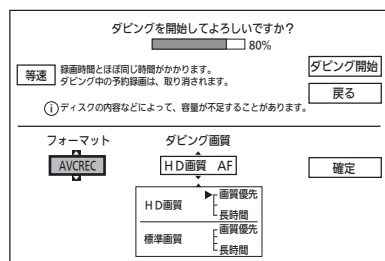 ダビングを開始してよろしいですか?
80%
等速
録画時間とほぼ同じ時間がかかります。
ダビング中の予約録画は、取り消されます。
ダビング開始
戻る
i ディスクの内容などによって、容量が不足することがあります。
フォーマット
ダビング画質
AVCREC
HD画質 AF
確定
HD画質
画質優先
長時間
標準画質
画質優先
長時間